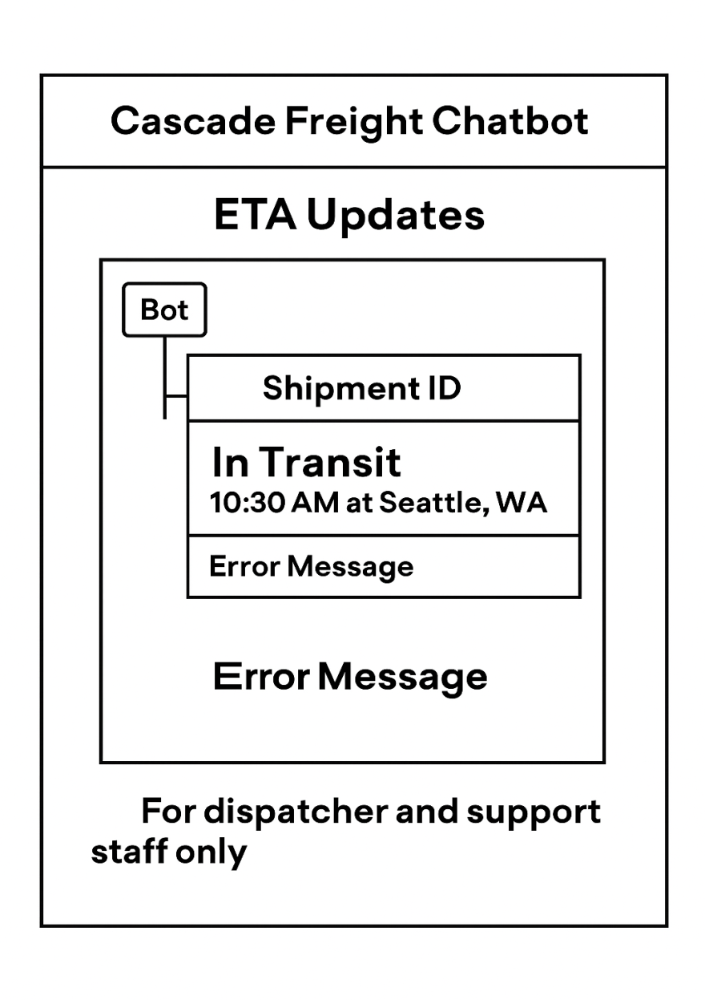 Cascade Freight Chatbot
ETA Updates
Bot
Shipment ID
In Transit
10:30 AM at Seattle, WA
Error Message
Error Message
For dispatcher and support
staff only